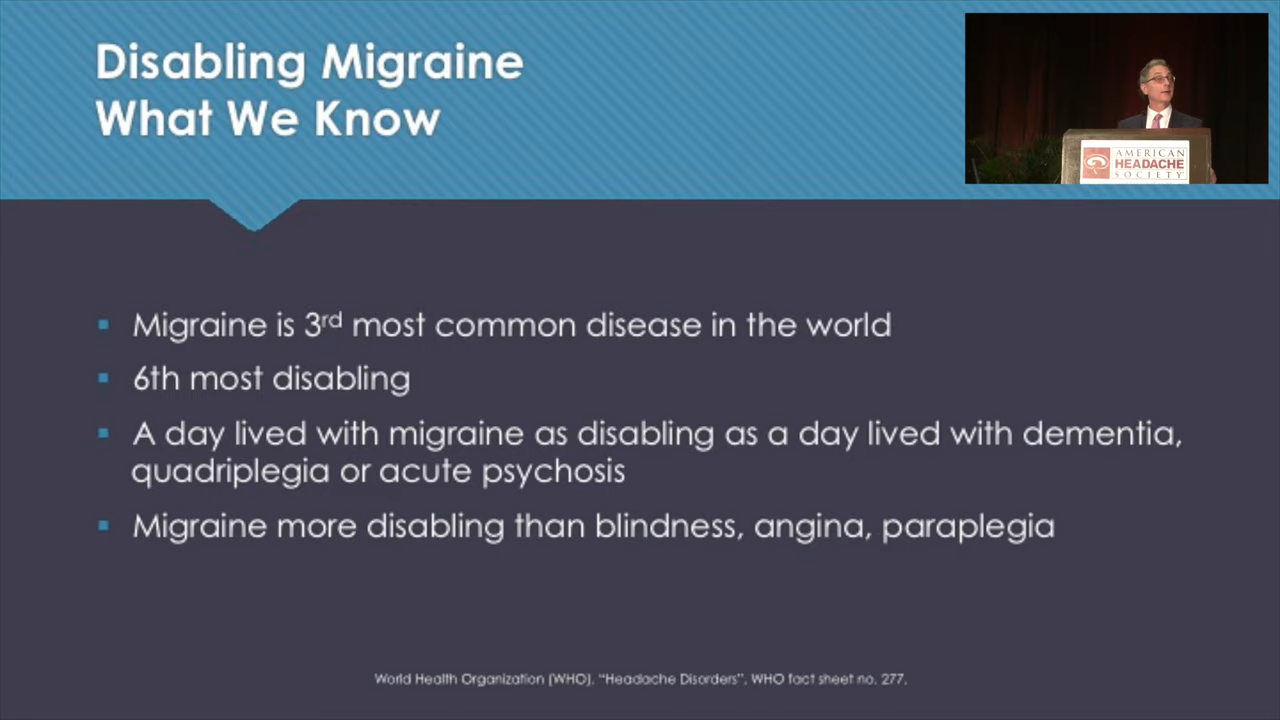 Disabling Migraine
What We Know
AMERICAN
HEADACHE
SOCIETY
▪ Migraine is 3rd most common disease in the world
▪ 6th most disabling
▪ A day lived with migraine as disabling as a day lived with dementia,
quadriplegia or acute psychosis
▪ Migraine more disabling than blindness, angina, paraplegia
World Health Organization (WHO). “Headache Disorders”, WHO fact sheet no. 277,